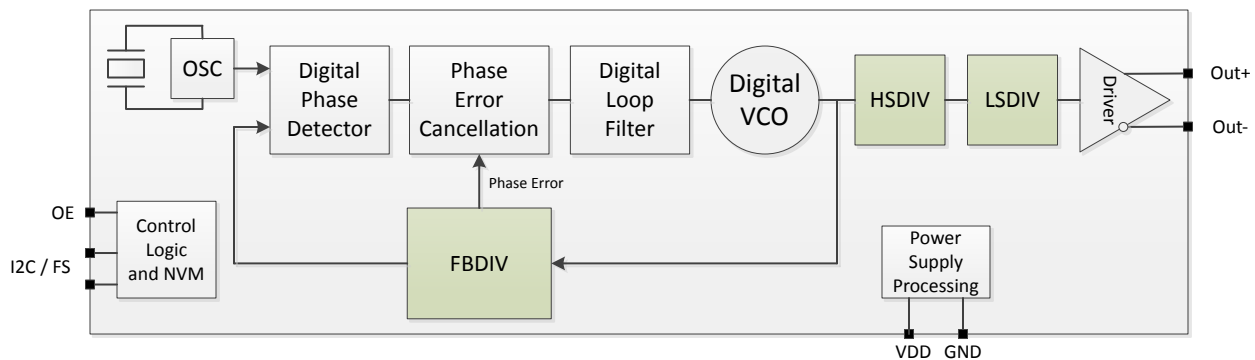 OSC
Digital
Phase
Detector
Phase
Error
Cancellation
Digital
Loop
Filter
Digital
VCO
HSDIV
LSDIV
Driver
Out+
Out-
Phase Error
FBDIV
OE
I2C / FS
Control
Logic
and NVM
Power
Supply
Processing
VDD
GND